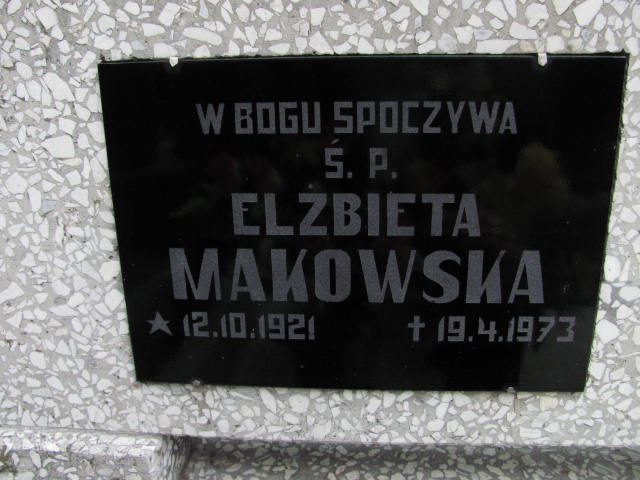 W BOGU SPOCZYWA
Ś. P.
ELŻBIETA
MAKOWSKA
★ 12.10.1921 † 19.4.1973